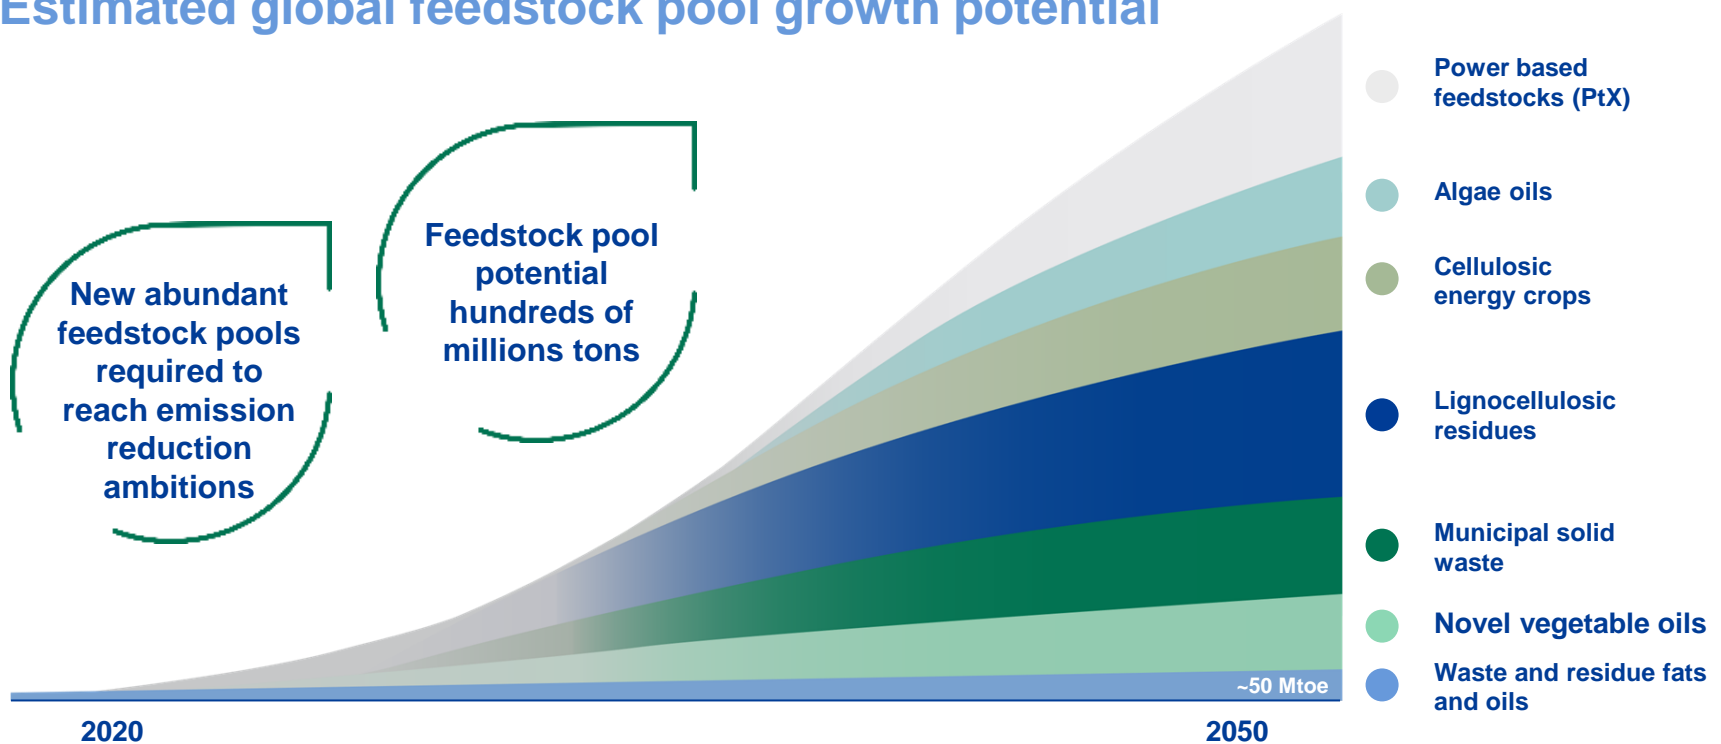 Estimated global feedstock pool growth potential
New abundant
feedstock pools
required to
reach emission
reduction
ambitions
Feedstock pool
potential
hundreds of
millions tons
Power based
feedstocks (PtX)
Algae oils
Cellulosic
energy crops
Lignocellulosic
residues
Municipal solid
waste
Novel vegetable oils
Waste and residue fats
and oils
~50 Mtoe
2020
2050